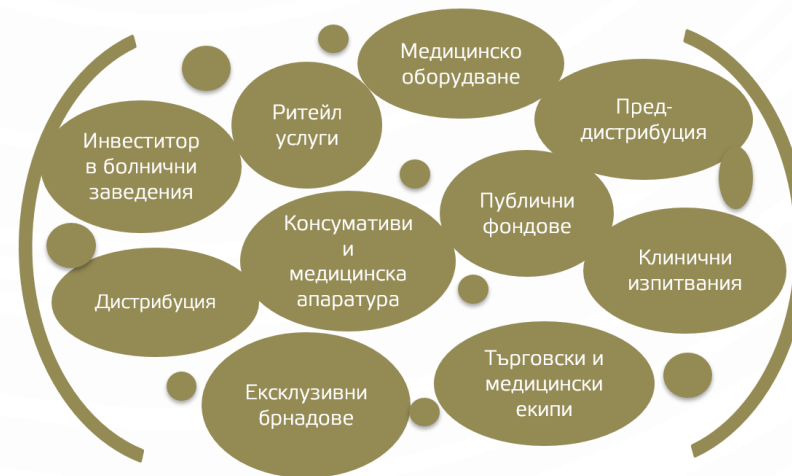 Медицинско
оборудване
Ритейл
услуги
Пред-
дистрибуция
Инвеститор
в болнични
заведения
Публични
фондове
Консумативи
и
медицинска
апаратура
Клинични
изпитвания
Дистрибуция
Търговски и
медицински
екипи
Ексклузивни
брнадове